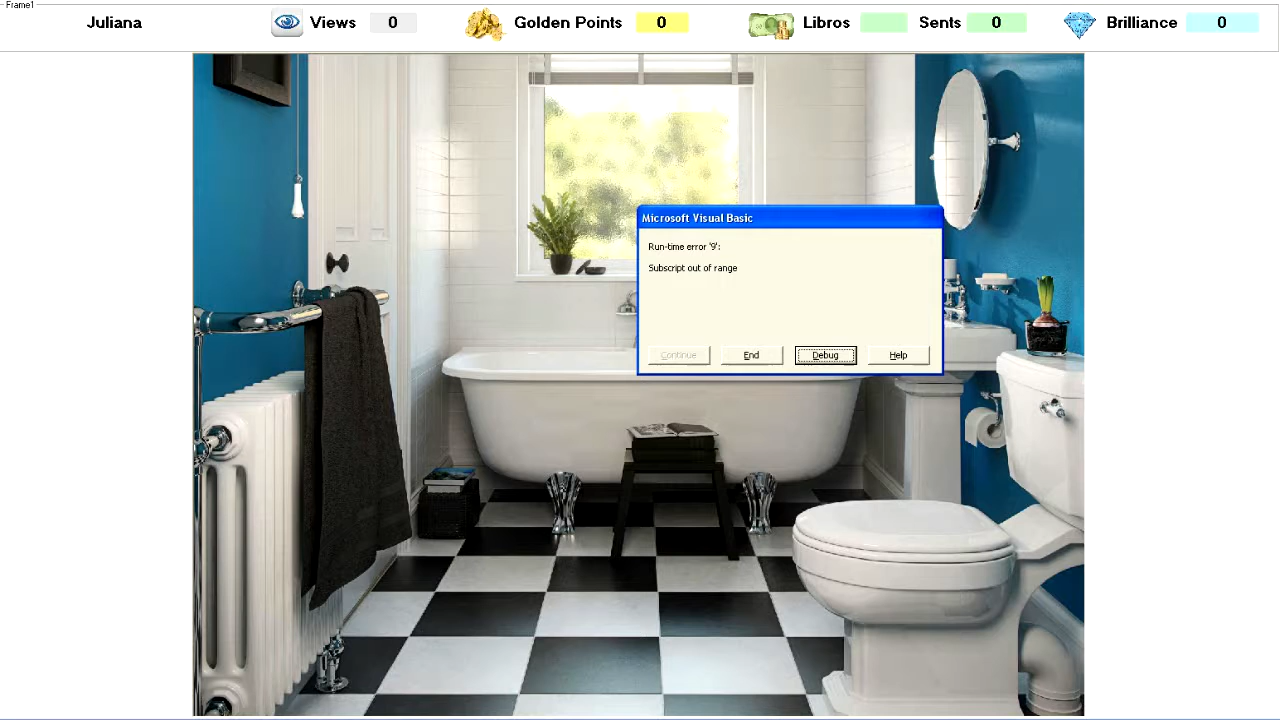 Frame1
Juliana Views 0 Golden Points 0 Libros Sents 0 Brilliance 0
Microsoft Visual Basic
Run-time error '9':
Subscript out of range
Continue End Debug Help